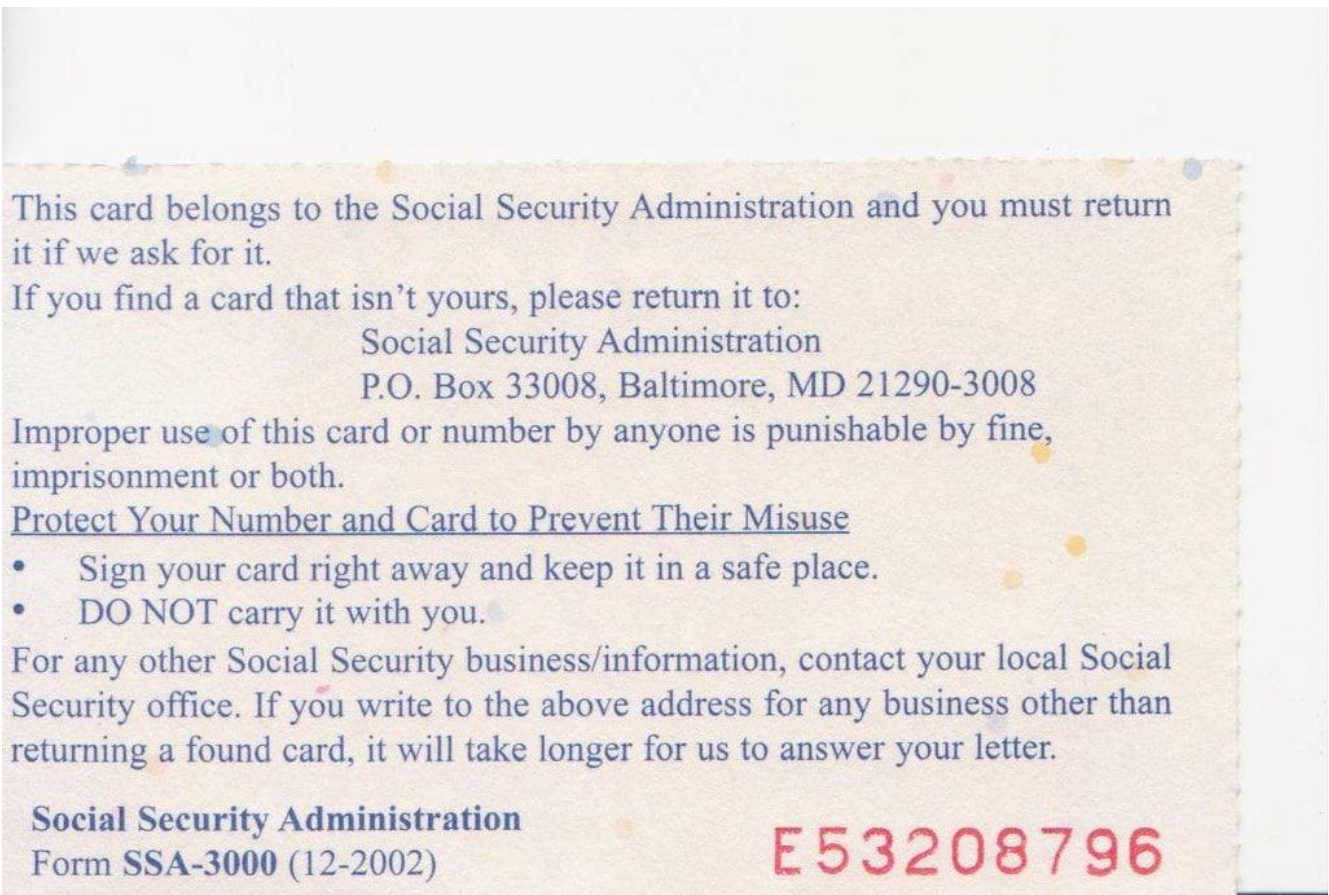 This card belongs to the Social Security Administration and you must return
it if we ask for it.
If you find a card that isn't yours, please return it to:
Social Security Administration
P.O. Box 33008, Baltimore, MD 21290-3008
Improper use of this card or number by anyone is punishable by fine,
imprisonment or both.
Protect Your Number and Card to Prevent Their Misuse
• Sign your card right away and keep it in a safe place.
• DO NOT carry it with you.
For any other Social Security business/information, contact your local Social
Security office. If you write to the above address for any business other than
returning a found card, it will take longer for us to answer your letter.
Social Security Administration
Form SSA-3000 (12-2002)
E53208796